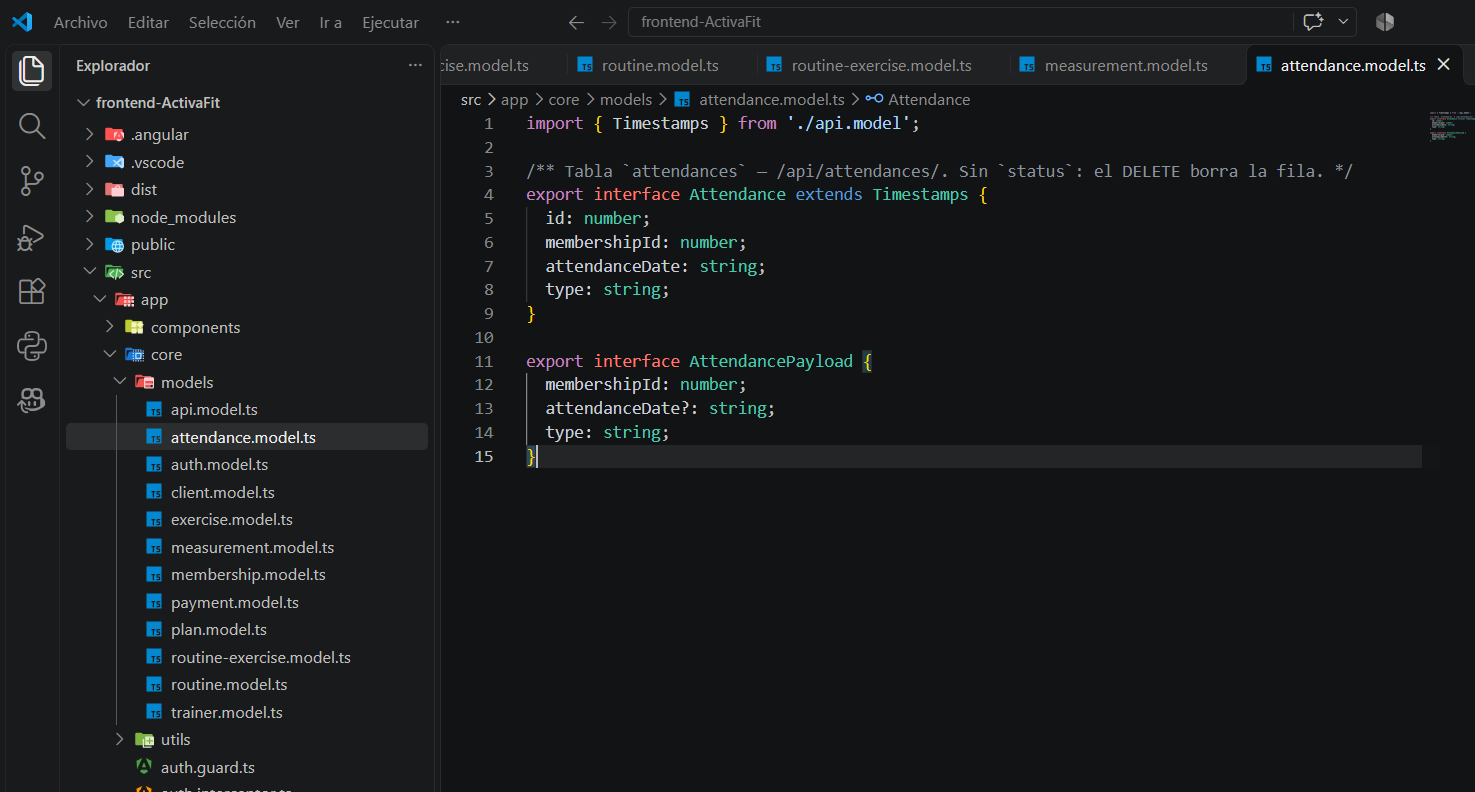 Archivo Editar Selección Ver Ir a Ejecutar ··· frontend-ActivaFit
Explorador ···
frontend-ActivaFit
.angular
.vscode
dist
node_modules
public
src
app
components
core
models
api.model.ts
attendance.model.ts
auth.model.ts
client.model.ts
exercise.model.ts
measurement.model.ts
membership.model.ts
payment.model.ts
plan.model.ts
routine-exercise.model.ts
routine.model.ts
trainer.model.ts
utils
auth.guard.ts
cise.model.ts routine.model.ts routine-exercise.model.ts measurement.model.ts attendance.model.ts
src > app > core > models > attendance.model.ts > Attendance
1 import { Timestamps } from './api.model';
2
3 /** Tabla `attendances` — /api/attendances/. Sin `status`: el DELETE borra la fila. */
4 export interface Attendance extends Timestamps {
5 id: number;
6 membershipId: number;
7 attendanceDate: string;
8 type: string;
9 }
10
11 export interface AttendancePayload {
12 membershipId: number;
13 attendanceDate?: string;
14 type: string;
15 }